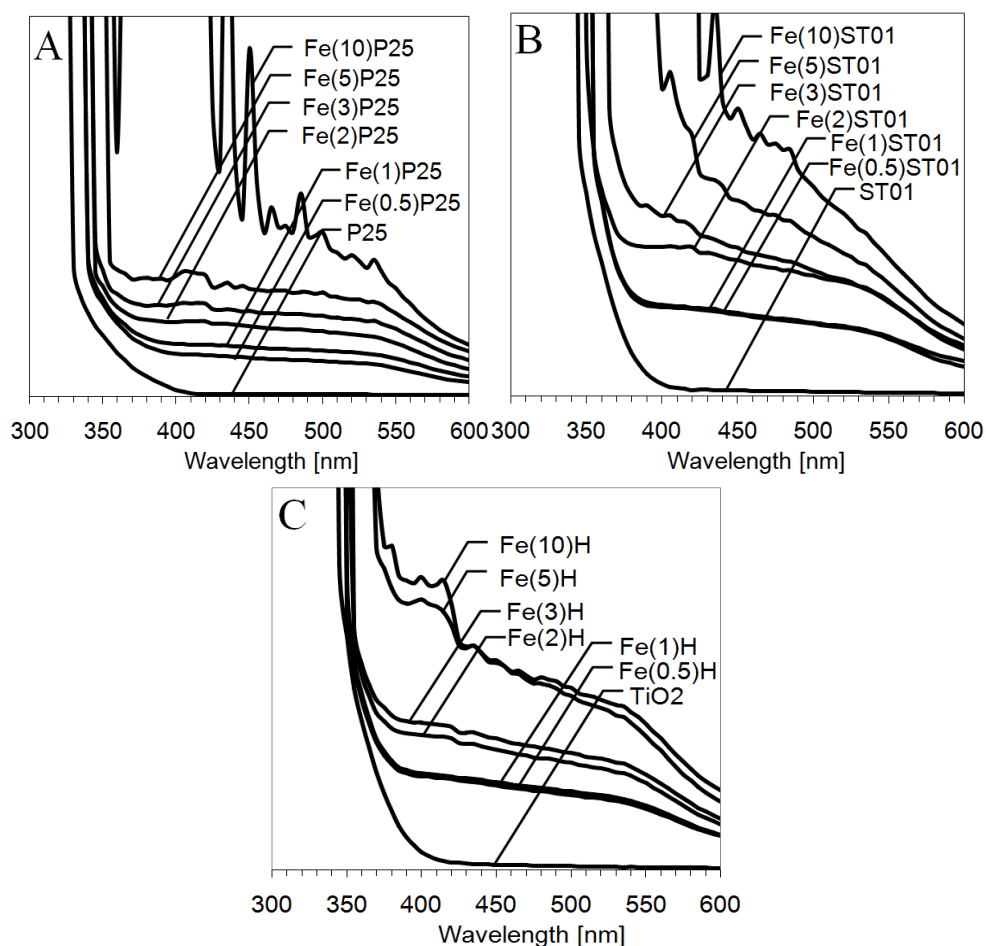 A
Fe(10)P25
Fe(5)P25
Fe(3)P25
Fe(2)P25
Fe(1)P25
Fe(0.5)P25
P25
300 350 400 450 500 550 600
Wavelength [nm]
B
Fe(10)ST01
Fe(5)ST01
Fe(3)ST01
Fe(2)ST01
Fe(1)ST01
Fe(0.5)ST01
ST01
300 350 400 450 500 550 600
Wavelength [nm]
C
Fe(10)H
Fe(5)H
Fe(3)H
Fe(2)H
Fe(1)H
Fe(0.5)H
TiO2
300 350 400 450 500 550 600
Wavelength [nm]